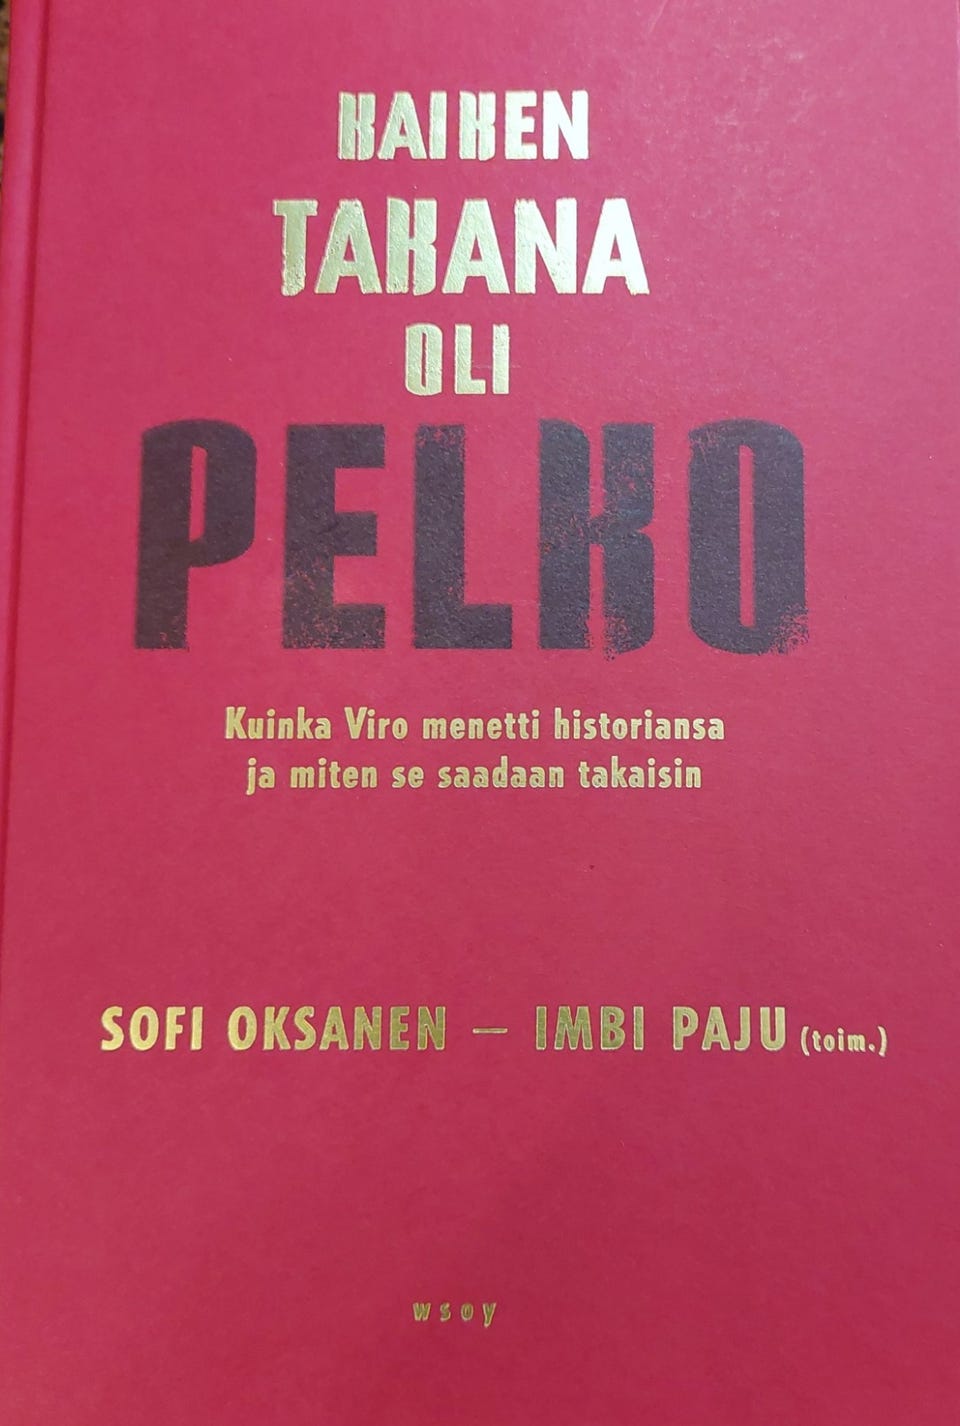 KAIKEN
TAKANA
OLI
PELKO
Kuinka Viro menetti historiansa
ja miten se saadaan takaisin
SOFI OKSANEN – IMBI PAJU (toim.)
wsoy